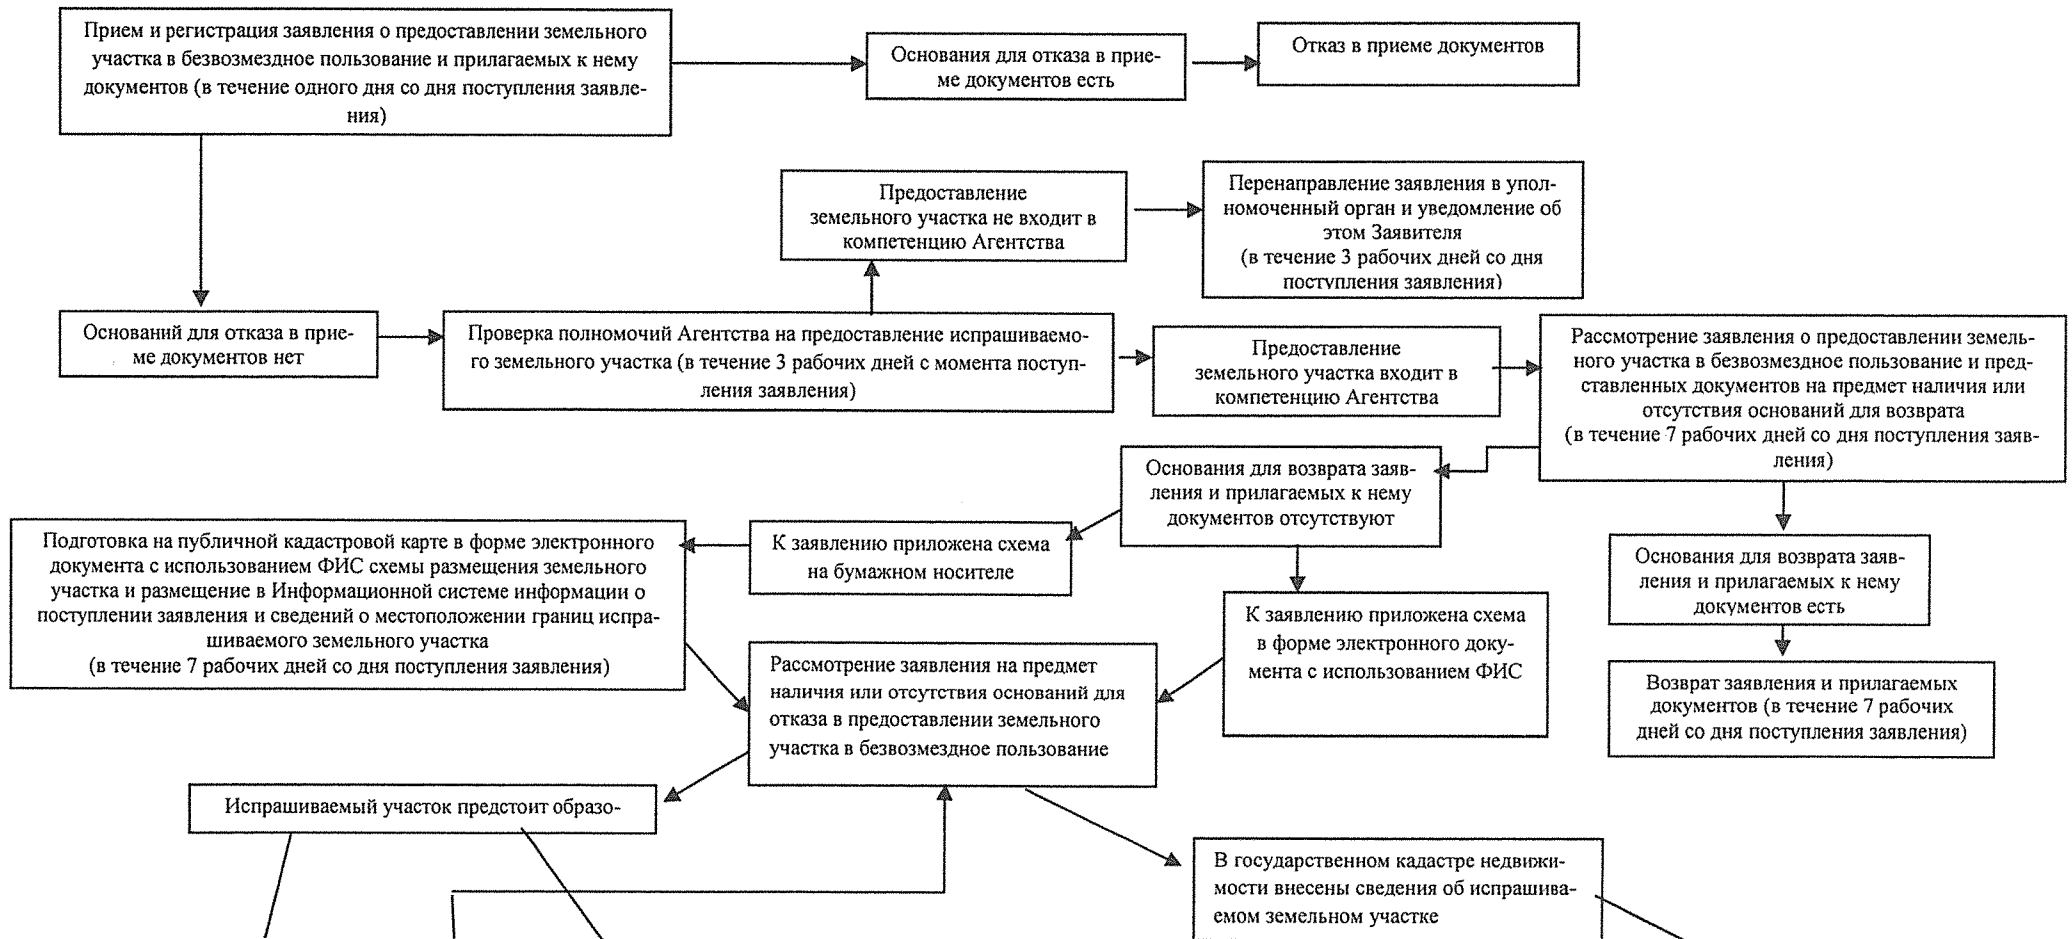 Прием и регистрация заявления о предоставлении земельного
участка в безвозмездное пользование и прилагаемых к нему
документов (в течение одного дня со дня поступления заявле-
ния)
Основания для отказа в прие-
ме документов есть
Отказ в приеме документов
Предоставление
земельного участка не входит в
компетенцию Агентства
Перенаправление заявления в упол-
номоченный орган и уведомление об
этом Заявителя
(в течение 3 рабочих дней со дня
поступления заявления)
Оснований для отказа в прие-
ме документов нет
Проверка полномочий Агентства на предоставление испрашиваемо-
го земельного участка (в течение 3 рабочих дней с момента поступ-
ления заявления)
Предоставление
земельного участка входит в
компетенцию Агентства
Рассмотрение заявления о предоставлении земель-
ного участка в безвозмездное пользование и пред-
ставленных документов на предмет наличия или
отсутствия оснований для возврата
(в течение 7 рабочих дней со дня поступления заяв-
ления)
Основания для возврата заяв-
ления и прилагаемых к нему
документов отсутствуют
Подготовка на публичной кадастровой карте в форме электронного
документа с использованием ФИС схемы размещения земельного
участка и размещение в Информационной системе информации о
поступлении заявления и сведений о местоположении границ испра-
шиваемого земельного участка
(в течение 7 рабочих дней со дня поступления заявления)
К заявлению приложена схема
на бумажном носителе
Основания для возврата заяв-
ления и прилагаемых к нему
документов есть
К заявлению приложена схема
в форме электронного доку-
мента с использованием ФИС
Рассмотрение заявления на предмет
наличия или отсутствия оснований для
отказа в предоставлении земельного
участка в безвозмездное пользование
Возврат заявления и прилагаемых
документов (в течение 7 рабочих
дней со дня поступления заявления)
Испрашиваемый участок предстоит образо-
В государственном кадастре недвижи-
мости внесены сведения об испрашива-
емом земельном участке